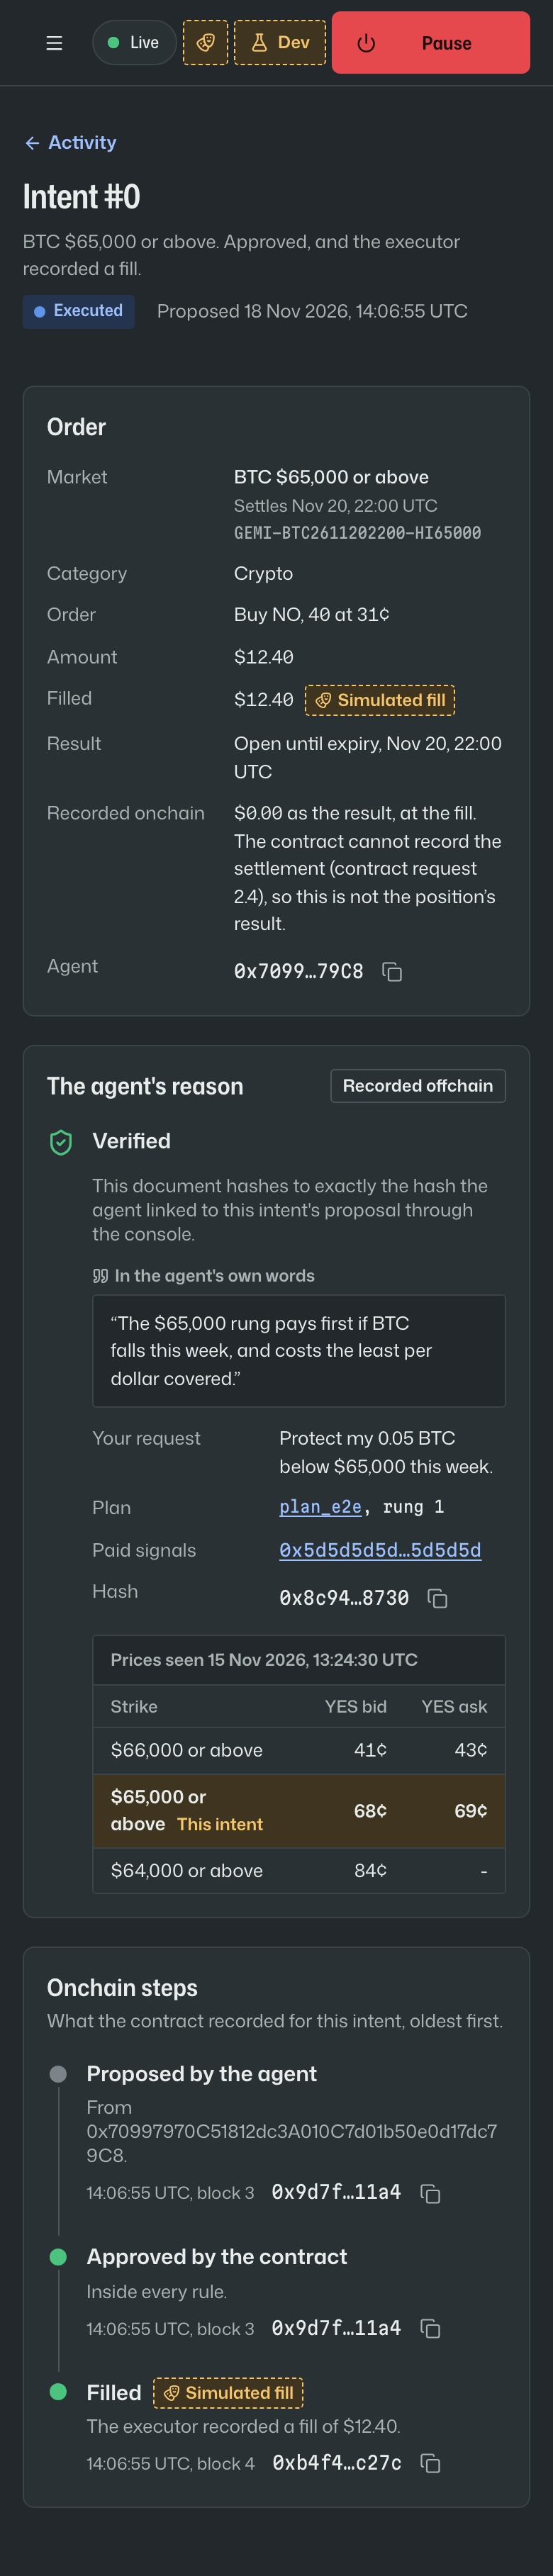 Live
Dev
Pause
Activity
Intent #0
BTC $65,000 or above. Approved, and the executor
recorded a fill.
Executed
Proposed 18 Nov 2026, 14:06:55 UTC
Order
Market
BTC $65,000 or above
Settles Nov 20, 22:00 UTC
GEMI-BTC2611202200-HI65000
Category
Crypto
Order
Buy NO, 40 at 31¢
Amount
$12.40
Filled
$12.40
Simulated fill
Result
Open until expiry, Nov 20, 22:00
UTC
Recorded onchain
$0.00 as the result, at the fill.
The contract cannot record the
settlement (contract request
2.4), so this is not the position’s
result.
Agent
0x7099…79C8
The agent's reason
Recorded offchain
Verified
This document hashes to exactly the hash the
agent linked to this intent's proposal through
the console.
In the agent's own words
“The $65,000 rung pays first if BTC
falls this week, and costs the least per
dollar covered.”
Your request
Protect my 0.05 BTC
below $65,000 this week.
Plan
plan_e2e, rung 1
Paid signals
0x5d5d5d5d…5d5d5d
Hash
0x8c94…8730
Prices seen 15 Nov 2026, 13:24:30 UTC
Strike YES bid YES ask
$66,000 or above 41¢ 43¢
$65,000 or
above This intent 68¢ 69¢
$64,000 or above 84¢ -
Onchain steps
What the contract recorded for this intent, oldest first.
Proposed by the agent
From
0x70997970C51812dc3A010C7d01b50e0d17dc7
9C8.
14:06:55 UTC, block 3 0x9d7f…11a4
Approved by the contract
Inside every rule.
14:06:55 UTC, block 3 0x9d7f…11a4
Filled Simulated fill
The executor recorded a fill of $12.40.
14:06:55 UTC, block 4 0xb4f4…c27c